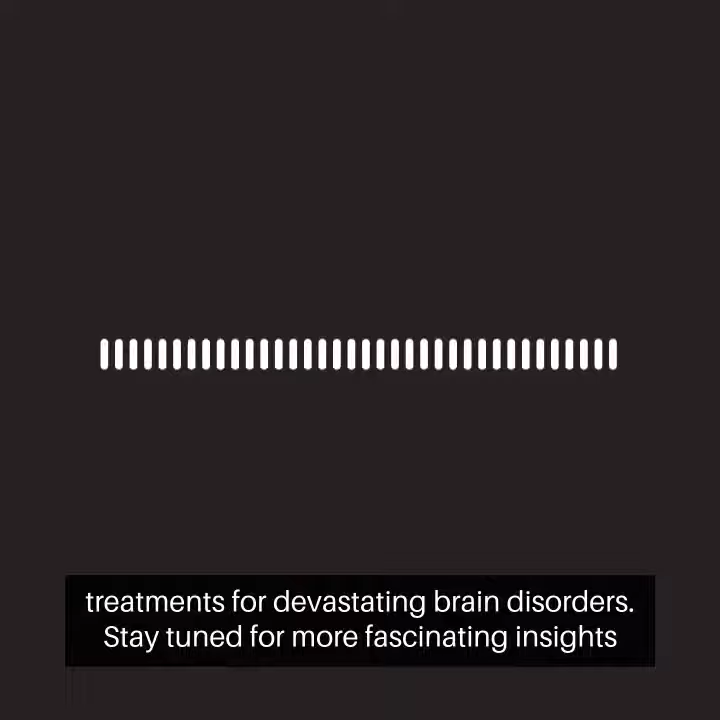 treatments for devastating brain disorders.
Stay tuned for more fascinating insights